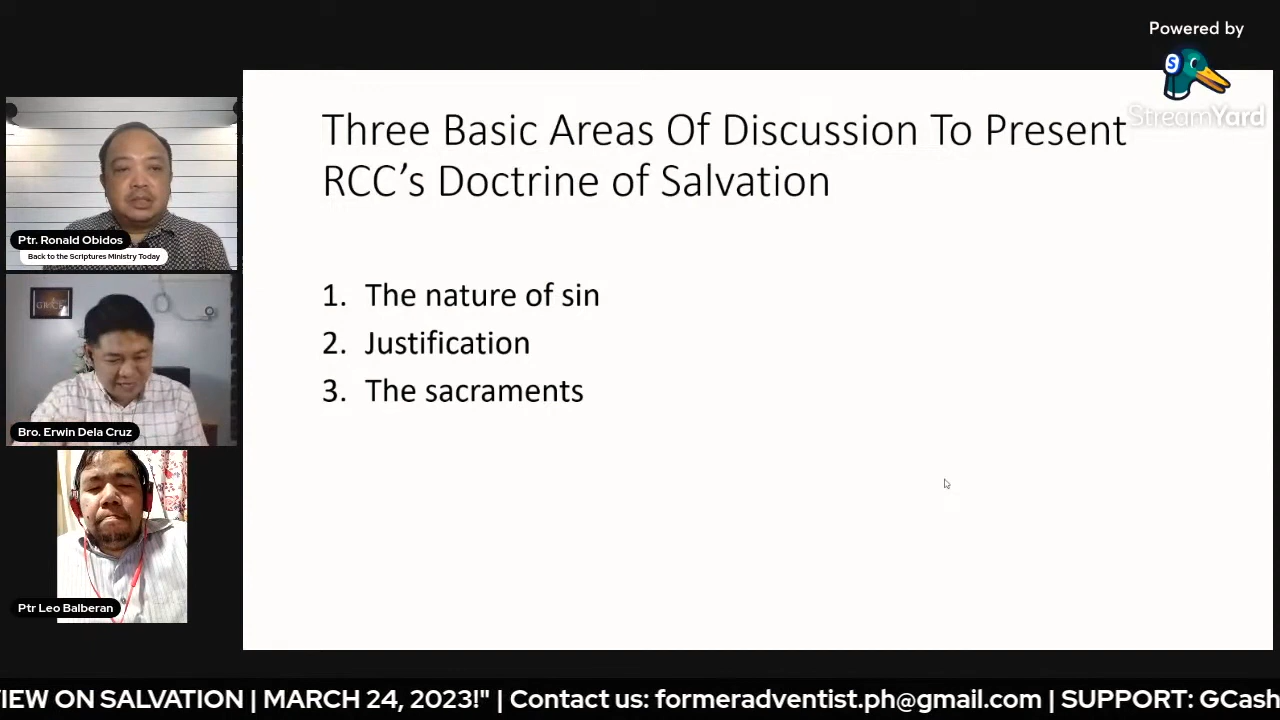 Powered by
S
StreamYard
Three Basic Areas Of Discussion To Present
RCC’s Doctrine of Salvation
1. The nature of sin
2. Justification
3. The sacraments
Ptr. Ronald Obidos
Back to the Scriptures Ministry Today
Bro. Erwin Dela Cruz
Ptr Leo Balberan
VIEW ON SALVATION | MARCH 24, 2023!" | Contact us: formeradventist.ph@gmail.com | SUPPORT: GCash